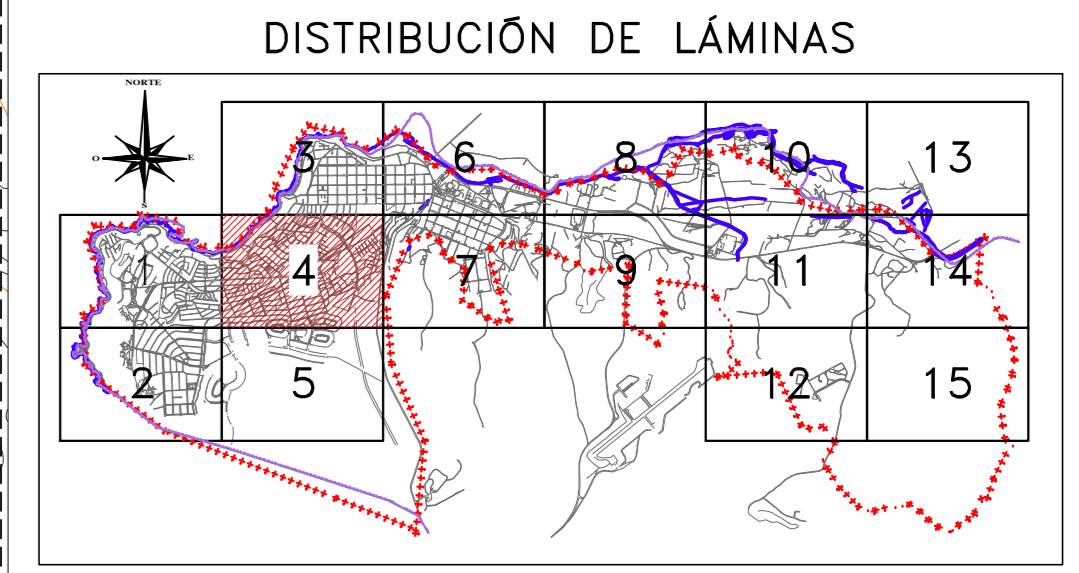 DISTRIBUCIÓN DE LÁMINAS
NORTE
O E
S
3 6 8 10 13
1 4 7 9 11 14
2 5 12 15